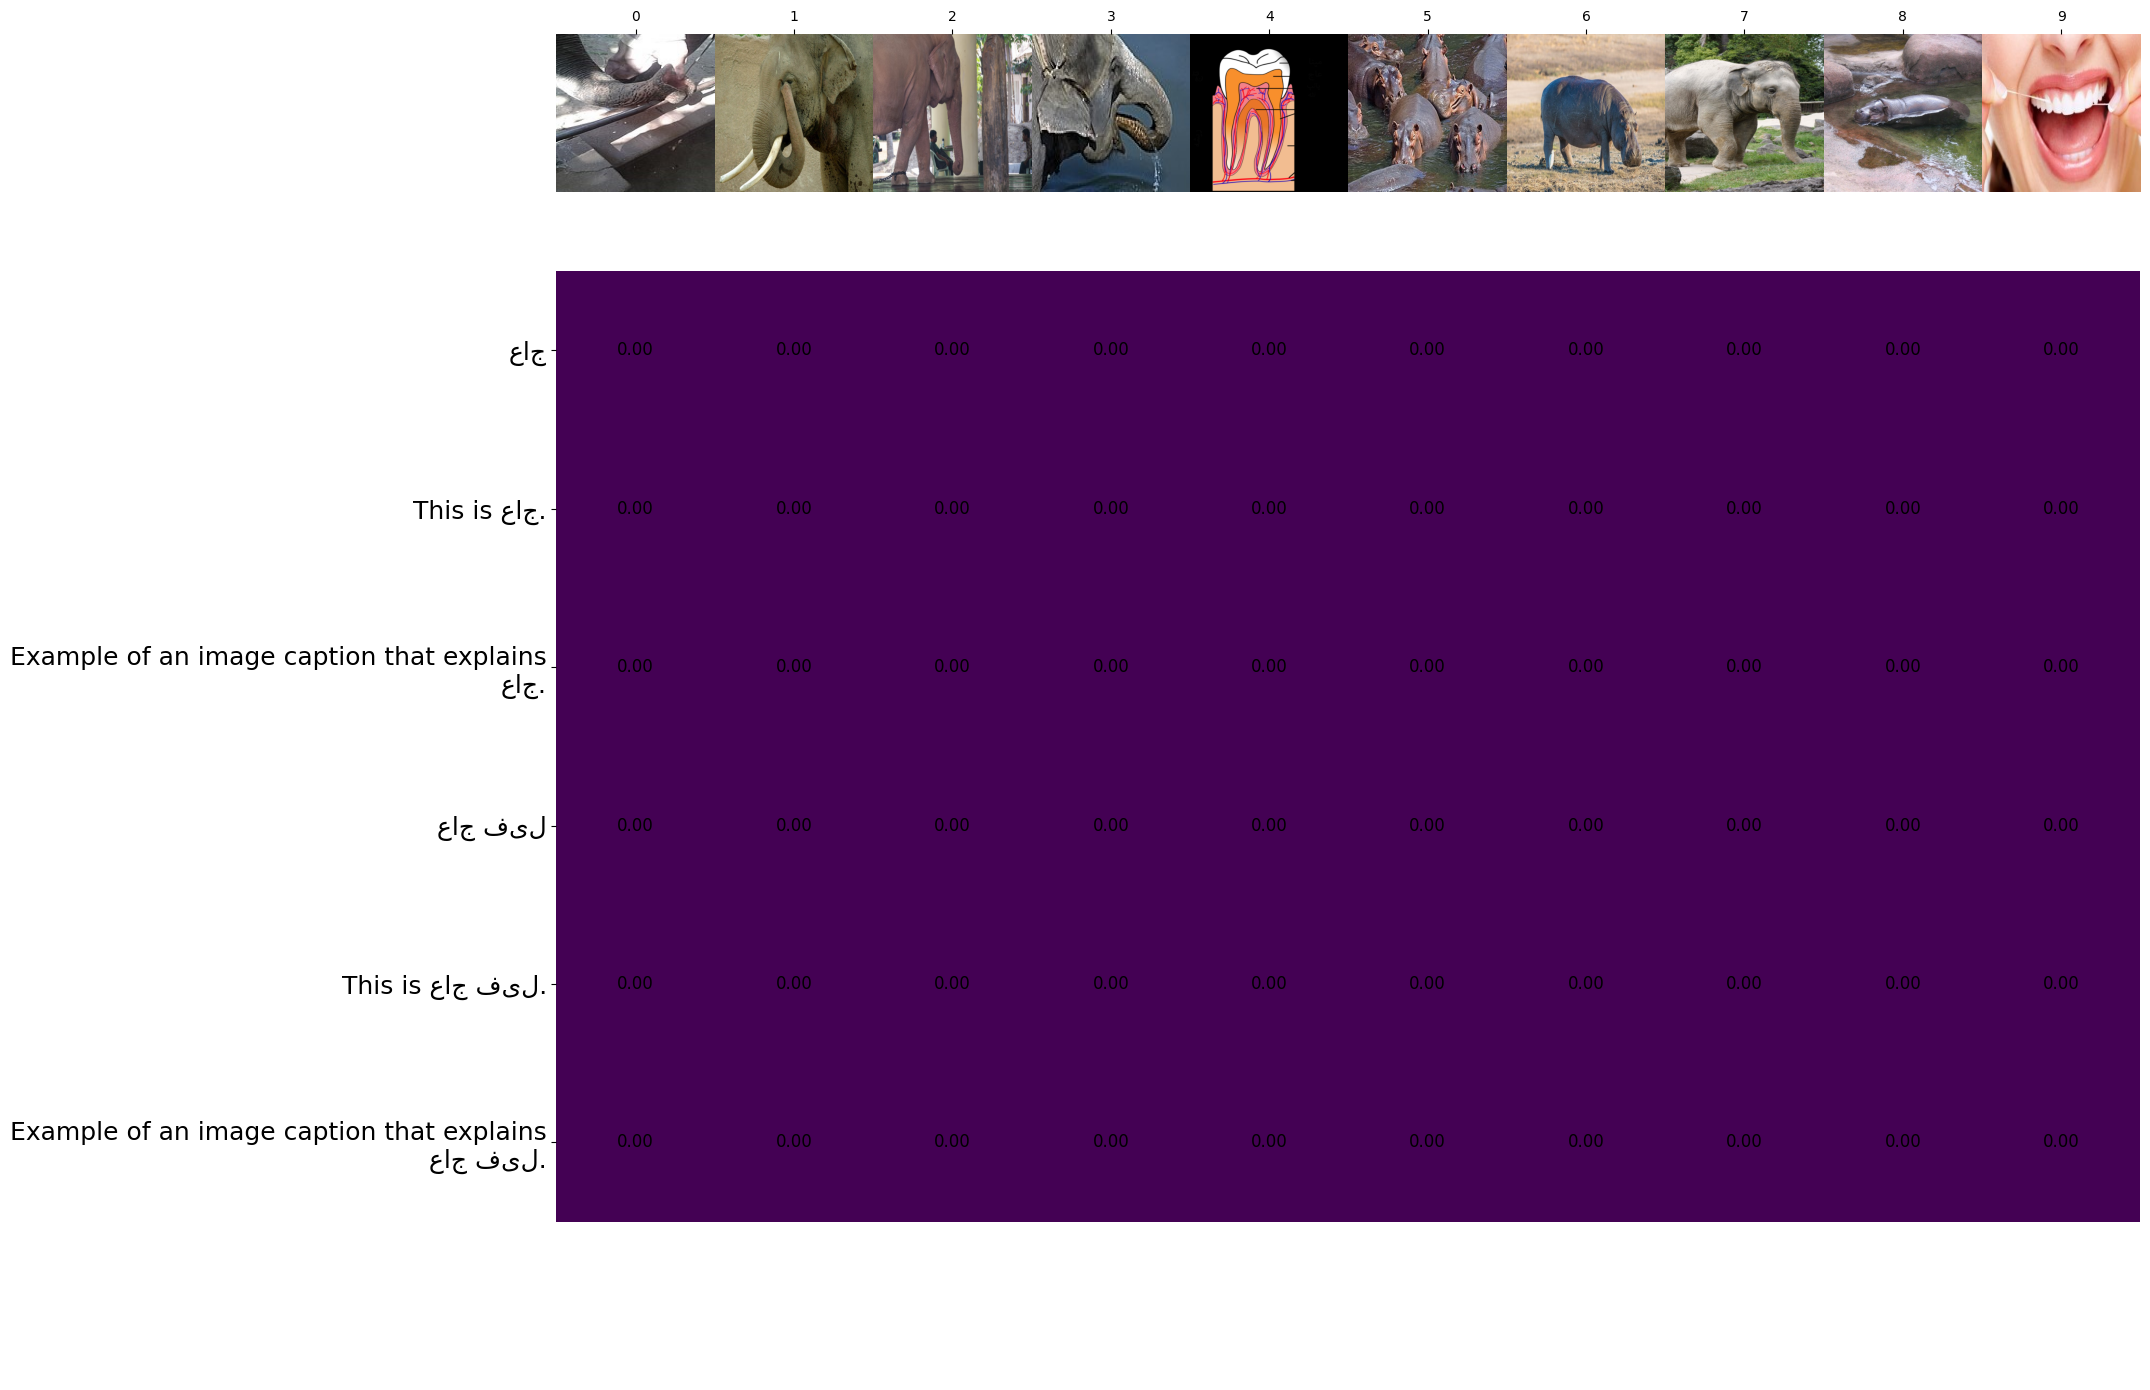 0 1 2 3 4 5 6 7 8 9
عاج 0.00 0.00 0.00 0.00 0.00 0.00 0.00 0.00 0.00 0.00
This is عاج. 0.00 0.00 0.00 0.00 0.00 0.00 0.00 0.00 0.00 0.00
Example of an image caption that explains
عاج. 0.00 0.00 0.00 0.00 0.00 0.00 0.00 0.00 0.00 0.00
عاج فیل 0.00 0.00 0.00 0.00 0.00 0.00 0.00 0.00 0.00 0.00
This is عاج فیل. 0.00 0.00 0.00 0.00 0.00 0.00 0.00 0.00 0.00 0.00
Example of an image caption that explains
عاج فیل. 0.00 0.00 0.00 0.00 0.00 0.00 0.00 0.00 0.00 0.00